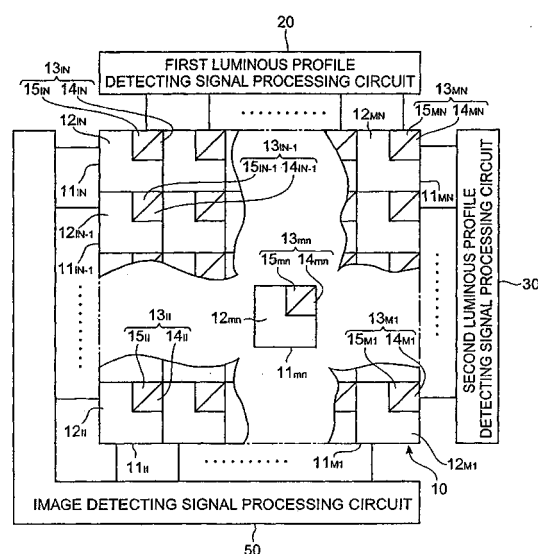 20
FIRST LUMINOUS PROFILE
DETECTING SIGNAL PROCESSING CIRCUIT
13IN
15IN 14IN
12IN
13MN
12MN 15MN 14MN
13IN-1
15IN-1 14IN-1
11IN
11MN
12IN-1
11IN-1
13mn
15mn 14mn
12mn
11mn
SECOND LUMINOUS PROFILE
DETECTING SIGNAL PROCESSING CIRCUIT
30
13II
15II 14II
13M1
15M1 14M1
12II
11II
11M1
12M1
10
IMAGE DETECTING SIGNAL PROCESSING CIRCUIT
50